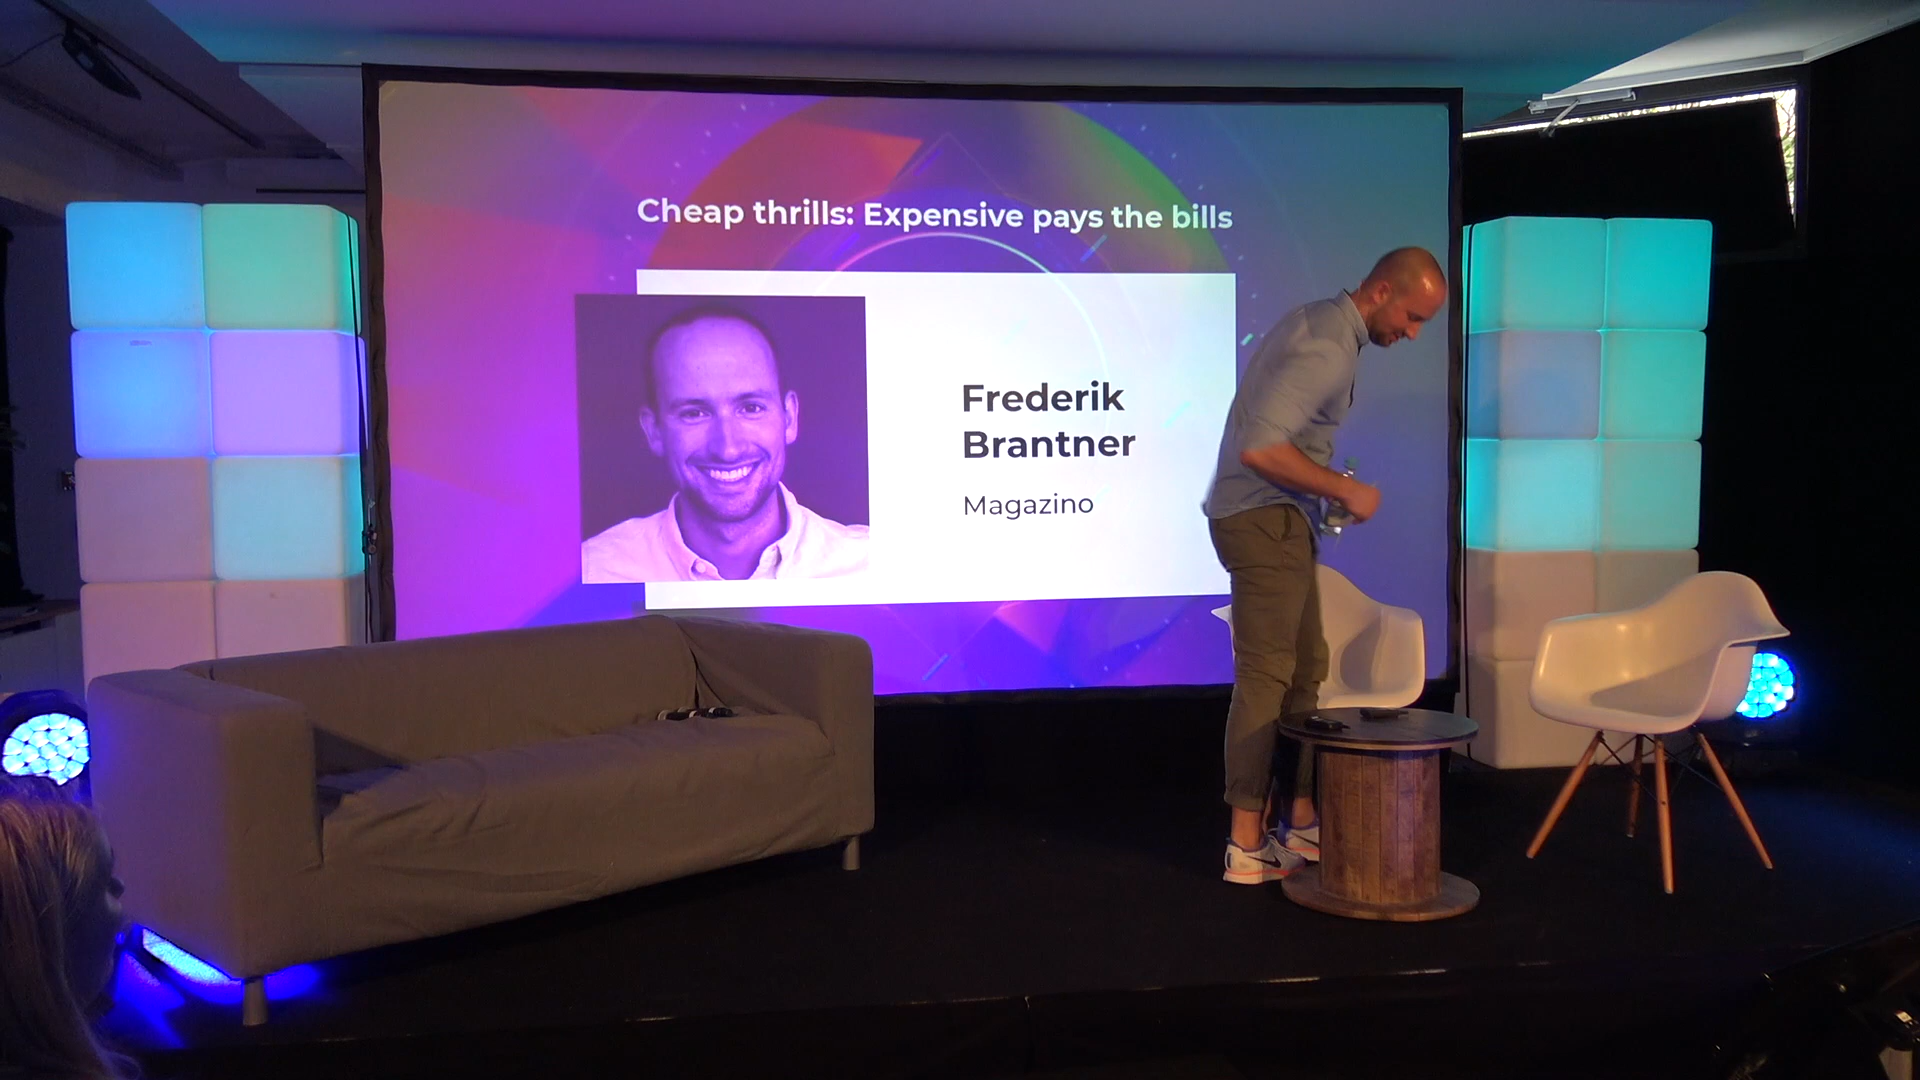 Cheap thrills: Expensive pays the bills
Frederik
Brantner
Magazino